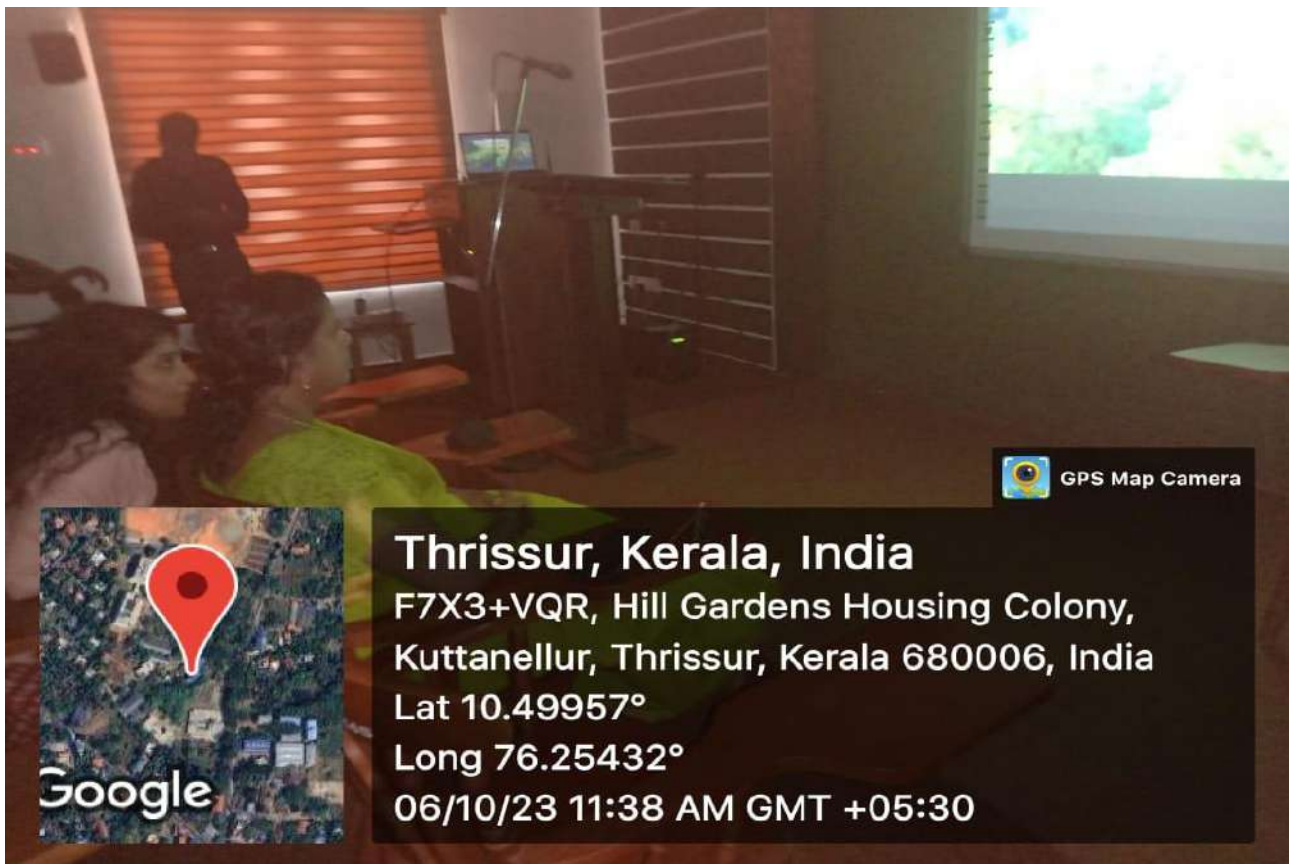 GPS Map Camera
Thrissur, Kerala, India
F7X3+VQR, Hill Gardens Housing Colony,
Kuttanellur, Thrissur, Kerala 680006, India
Lat 10.49957°
Long 76.25432°
06/10/23 11:38 AM GMT +05:30
Google